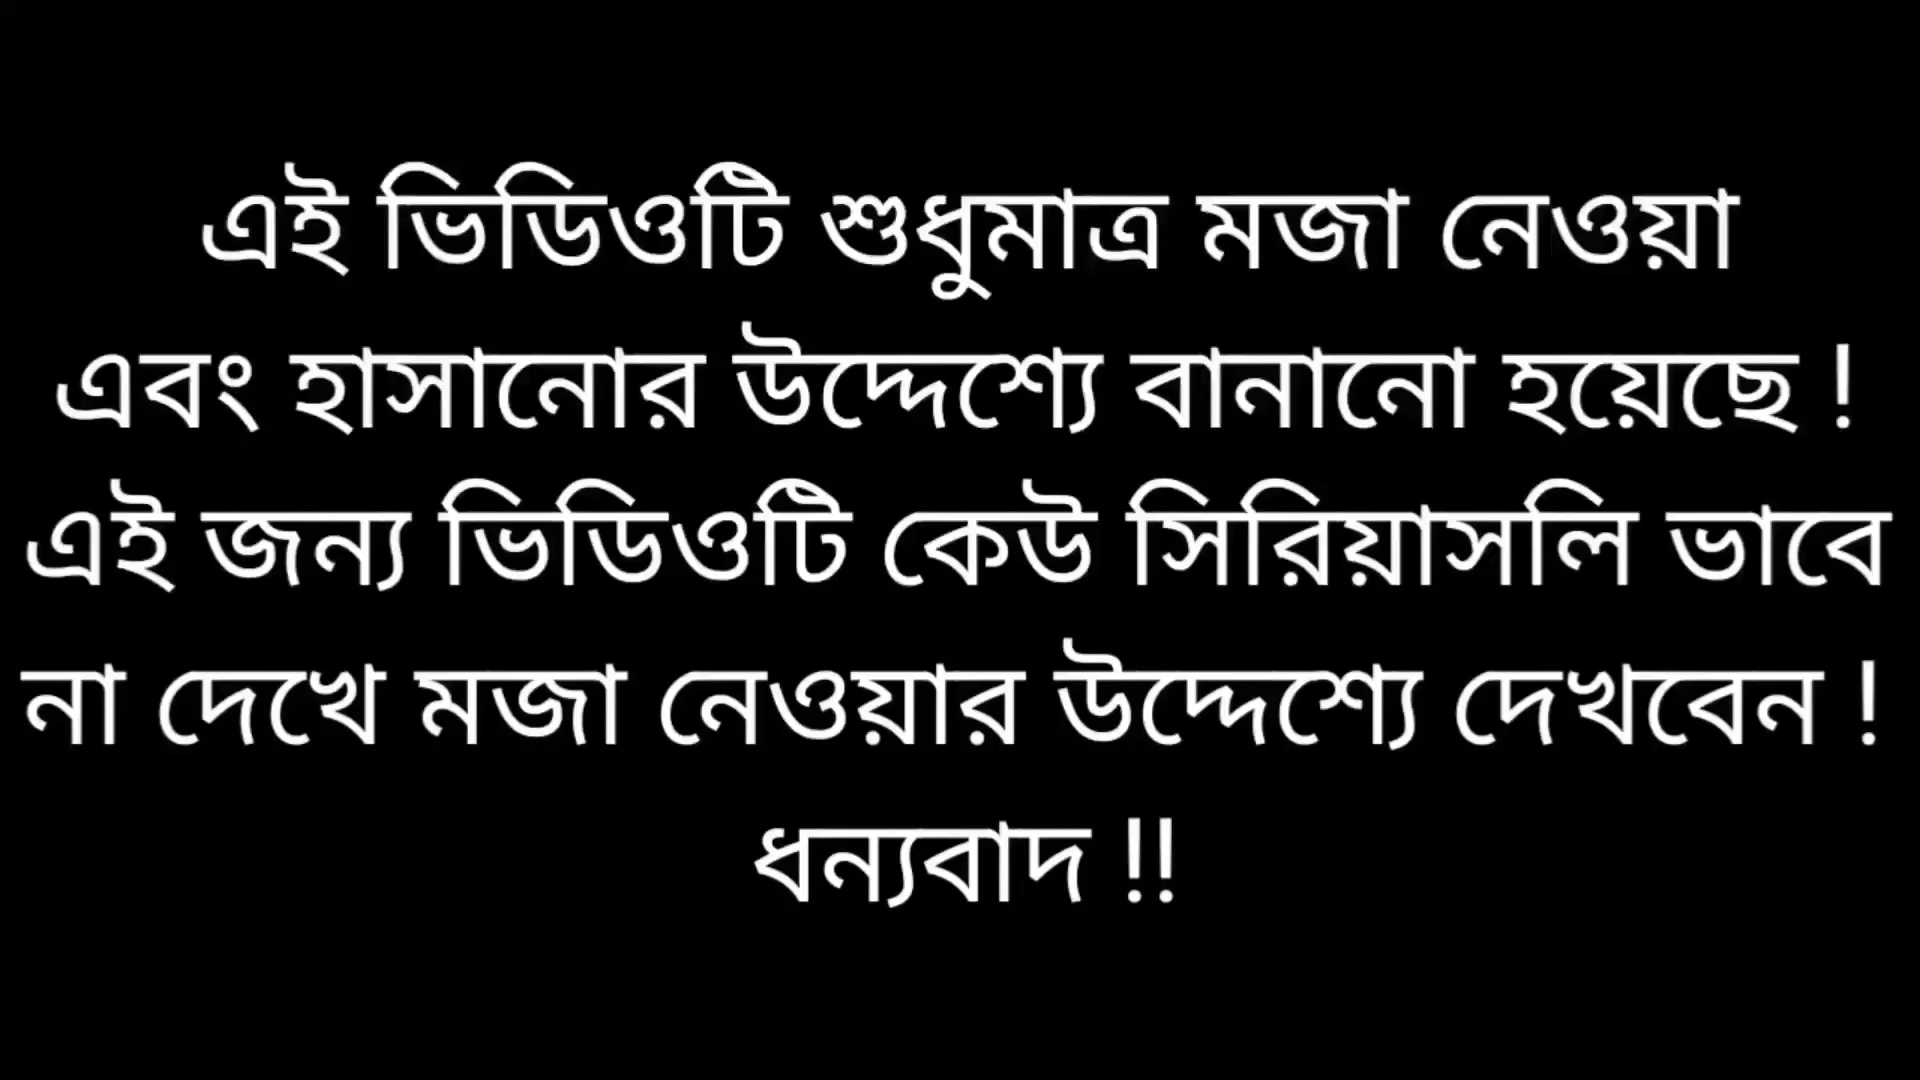 এই ভিডিওটি শুধুমাত্র মজা নেওয়া
এবং হাসানোর উদ্দেশ্যে বানানো হয়েছে !
এই জন্য ভিডিওটি কেউ সিরিয়াসলি ভাবে
না দেখে মজা নেওয়ার উদ্দেশ্যে দেখবেন !
ধন্যবাদ !!